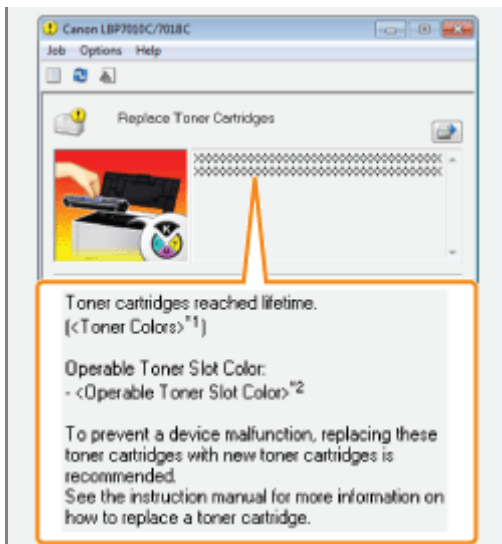 Canon LBP7010C/7018C
Job Options Help
Replace Toner Cartridges
XXXXXXXXXXXXXXXXXXXXXXXXXXXXXXXXXX
XXXXXXXXXXXXXXXXXXXXXXXXXXXXXXXXXX
K
Toner cartridges reached lifetime.
(<Toner Colors>*1)
Operable Toner Slot Color:
- <Operable Toner Slot Color>*2
To prevent a device malfunction, replacing these
toner cartridges with new toner cartridges is
recommended.
See the instruction manual for more information on
how to replace a toner cartridge.